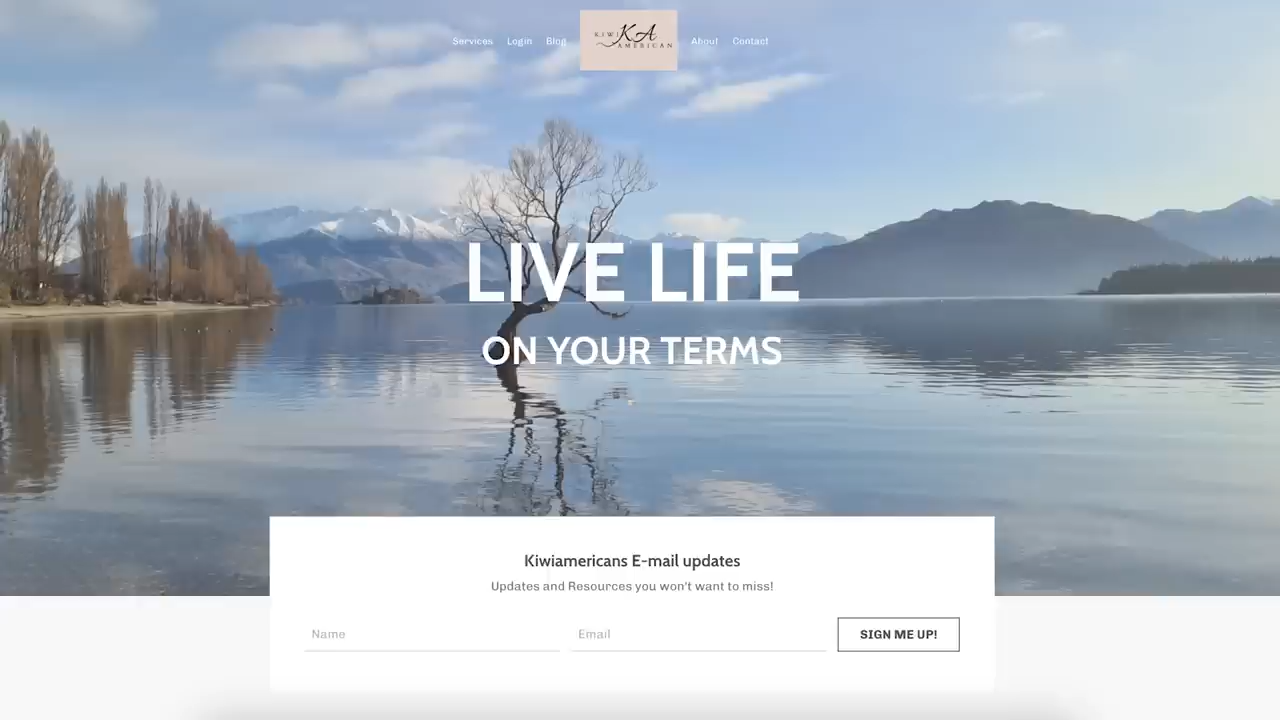 Services Login Blog
KIWI KA
AMERICAN
About Contact
LIVE LIFE
ON YOUR TERMS
Kiwiamericans E-mail updates
Updates and Resources you won't want to miss!
Name Email SIGN ME UP!